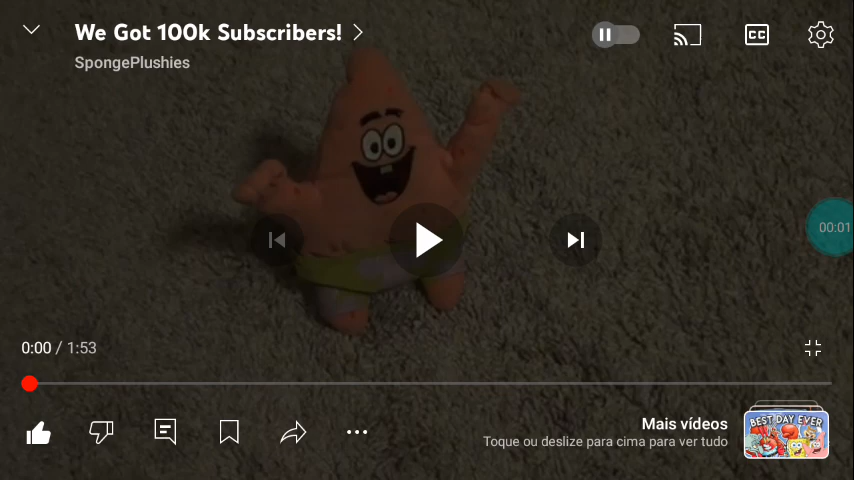 We Got 100k Subscribers!
SpongePlushies
CC
00:01
0:00 / 1:53
Mais vídeos
Toque ou deslize para cima para ver tudo
BEST DAY EVER